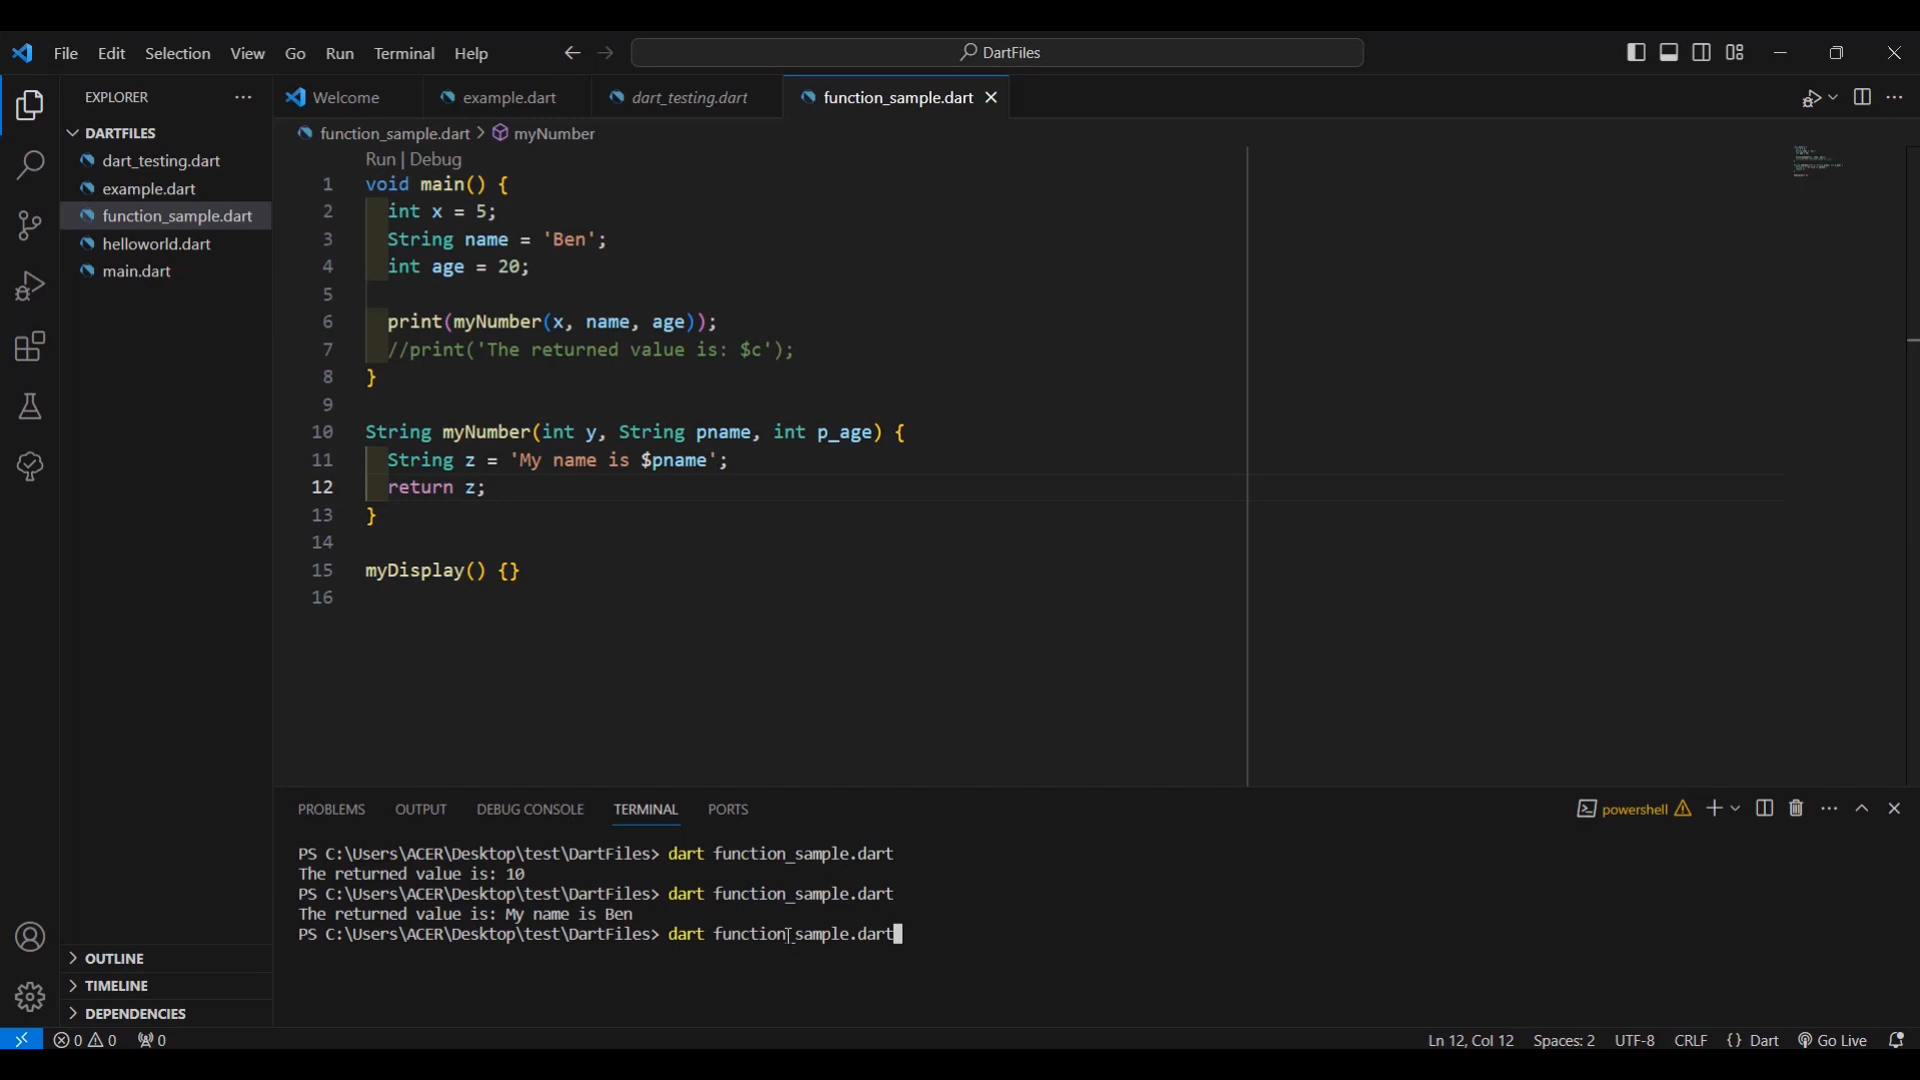 File Edit Selection View Go Run Terminal Help
DartFiles
EXPLORER
Welcome
example.dart
dart_testing.dart
function_sample.dart
DARTFILES
dart_testing.dart
example.dart
function_sample.dart
helloworld.dart
main.dart
function_sample.dart > myNumber
Run | Debug
1 void main() {
2 int x = 5;
3 String name = 'Ben';
4 int age = 20;
5
6 print(myNumber(x, name, age));
7 //print('The returned value is: $c');
8 }
9
10 String myNumber(int y, String pname, int p_age) {
11 String z = 'My name is $pname';
12 return z;
13 }
14
15 myDisplay() {}
16
PROBLEMS OUTPUT DEBUG CONSOLE TERMINAL PORTS
powershell
PS C:\Users\ACER\Desktop\test\DartFiles> dart function_sample.dart
The returned value is: 10
PS C:\Users\ACER\Desktop\test\DartFiles> dart function_sample.dart
The returned value is: My name is Ben
PS C:\Users\ACER\Desktop\test\DartFiles> dart function_sample.dart
OUTLINE
TIMELINE
DEPENDENCIES
0 0 0
Ln 12, Col 12 Spaces: 2 UTF-8 CRLF {} Dart Go Live